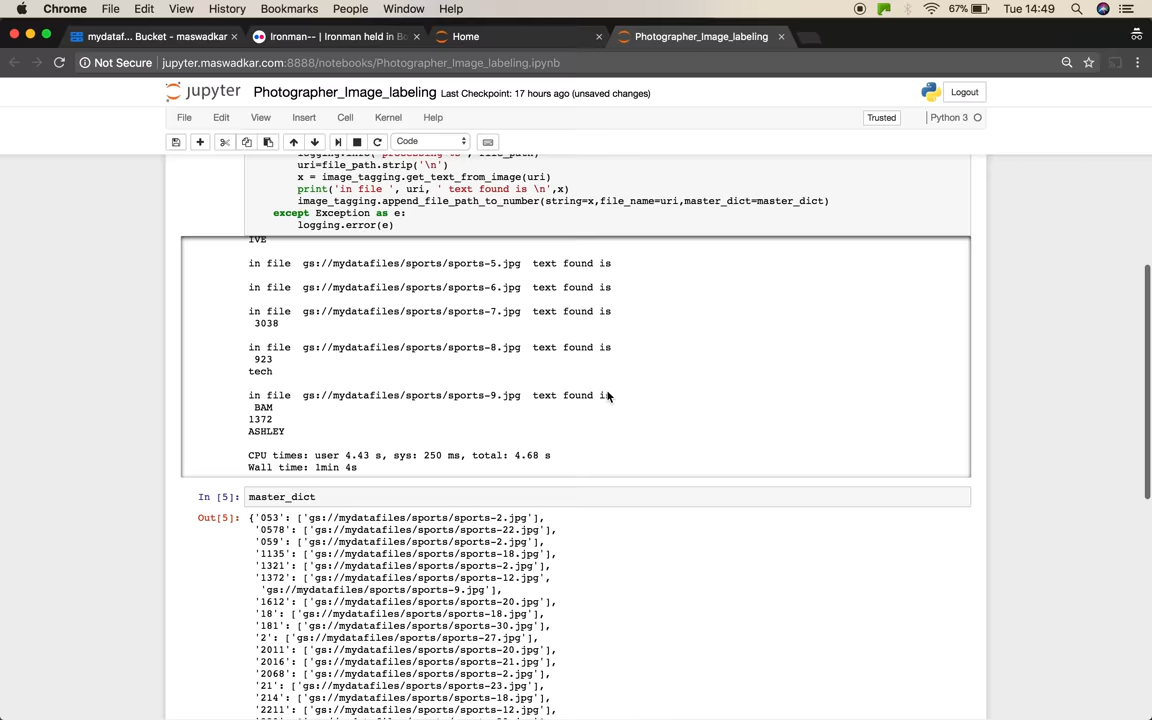 Chrome File Edit View History Bookmarks People Window Help 67% Tue 14:49
mydataf... Bucket - maswadkar × Ironman-- | Ironman held in Bo × Home × Photographer_Image_labeling ×
Not Secure | jupyter.maswadkar.com:8888/notebooks/Photographer_Image_labeling.ipynb
jupyter Photographer_Image_labeling Last Checkpoint: 17 hours ago (unsaved changes) Logout
File Edit View Insert Cell Kernel Help Trusted | Python 3
Code
logging.info('processing %s', file_path)
uri=file_path.strip('\n')
x = image_tagging.get_text_from_image(uri)
print('in file ', uri, ' text found is \n',x)
image_tagging.append_file_path_to_number(string=x,file_name=uri,master_dict=master_dict)
except Exception as e:
logging.error(e)
IVE
in file gs://mydatafiles/sports/sports-5.jpg text found is
in file gs://mydatafiles/sports/sports-6.jpg text found is
in file gs://mydatafiles/sports/sports-7.jpg text found is
3038
in file gs://mydatafiles/sports/sports-8.jpg text found is
923
tech
in file gs://mydatafiles/sports/sports-9.jpg text found is
BAM
1372
ASHLEY
CPU times: user 4.43 s, sys: 250 ms, total: 4.68 s
Wall time: 1min 4s
In [5]: master_dict
Out[5]: {'053': ['gs://mydatafiles/sports/sports-2.jpg'],
'0578': ['gs://mydatafiles/sports/sports-22.jpg'],
'059': ['gs://mydatafiles/sports/sports-2.jpg'],
'1135': ['gs://mydatafiles/sports/sports-18.jpg'],
'1321': ['gs://mydatafiles/sports/sports-2.jpg'],
'1372': ['gs://mydatafiles/sports/sports-12.jpg',
'gs://mydatafiles/sports/sports-9.jpg'],
'1612': ['gs://mydatafiles/sports/sports-20.jpg'],
'18': ['gs://mydatafiles/sports/sports-18.jpg'],
'181': ['gs://mydatafiles/sports/sports-30.jpg'],
'2': ['gs://mydatafiles/sports/sports-27.jpg'],
'2011': ['gs://mydatafiles/sports/sports-20.jpg'],
'2016': ['gs://mydatafiles/sports/sports-21.jpg'],
'2068': ['gs://mydatafiles/sports/sports-2.jpg'],
'21': ['gs://mydatafiles/sports/sports-23.jpg'],
'214': ['gs://mydatafiles/sports/sports-18.jpg'],
'2211': ['gs://mydatafiles/sports/sports-12.jpg'],